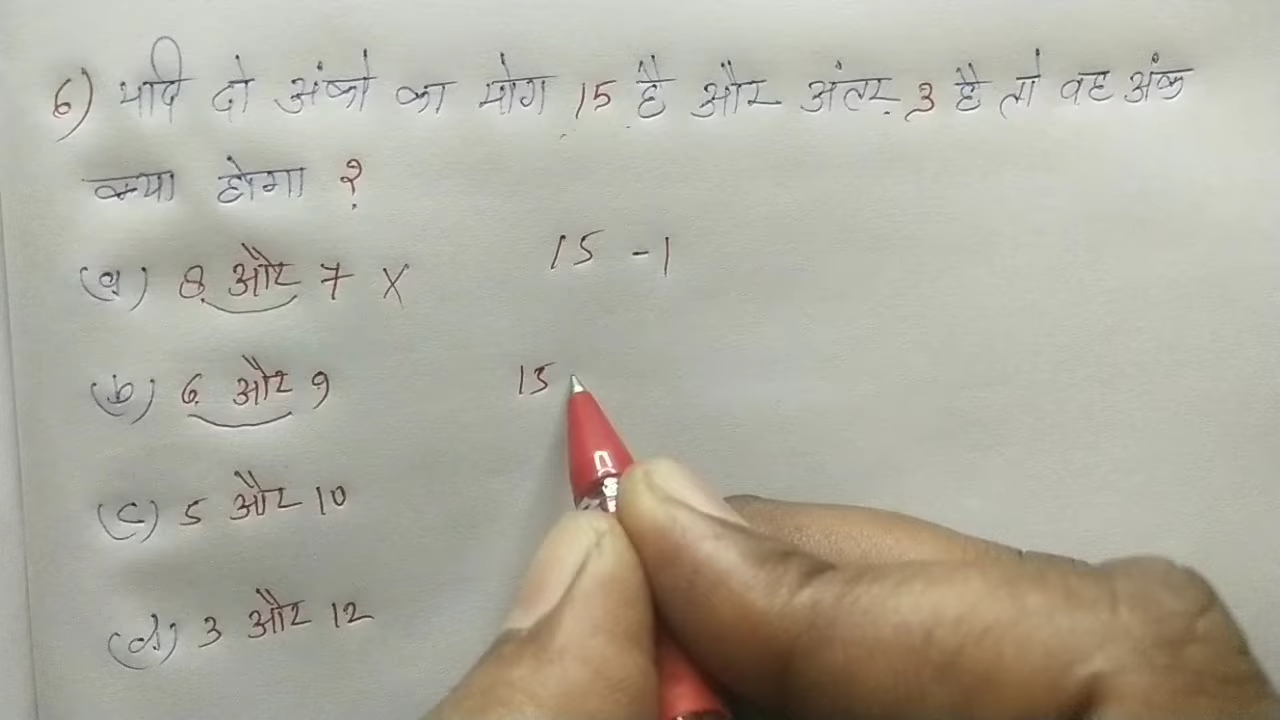 6) यदि दो अंको का योग 15 है और अंतर 3 है तो वह अंक
क्या होगा ?
(a) 8 और 7 X
15 - 1
(b) 6 और 9
15
(c) 5 और 10
(d) 3 और 12